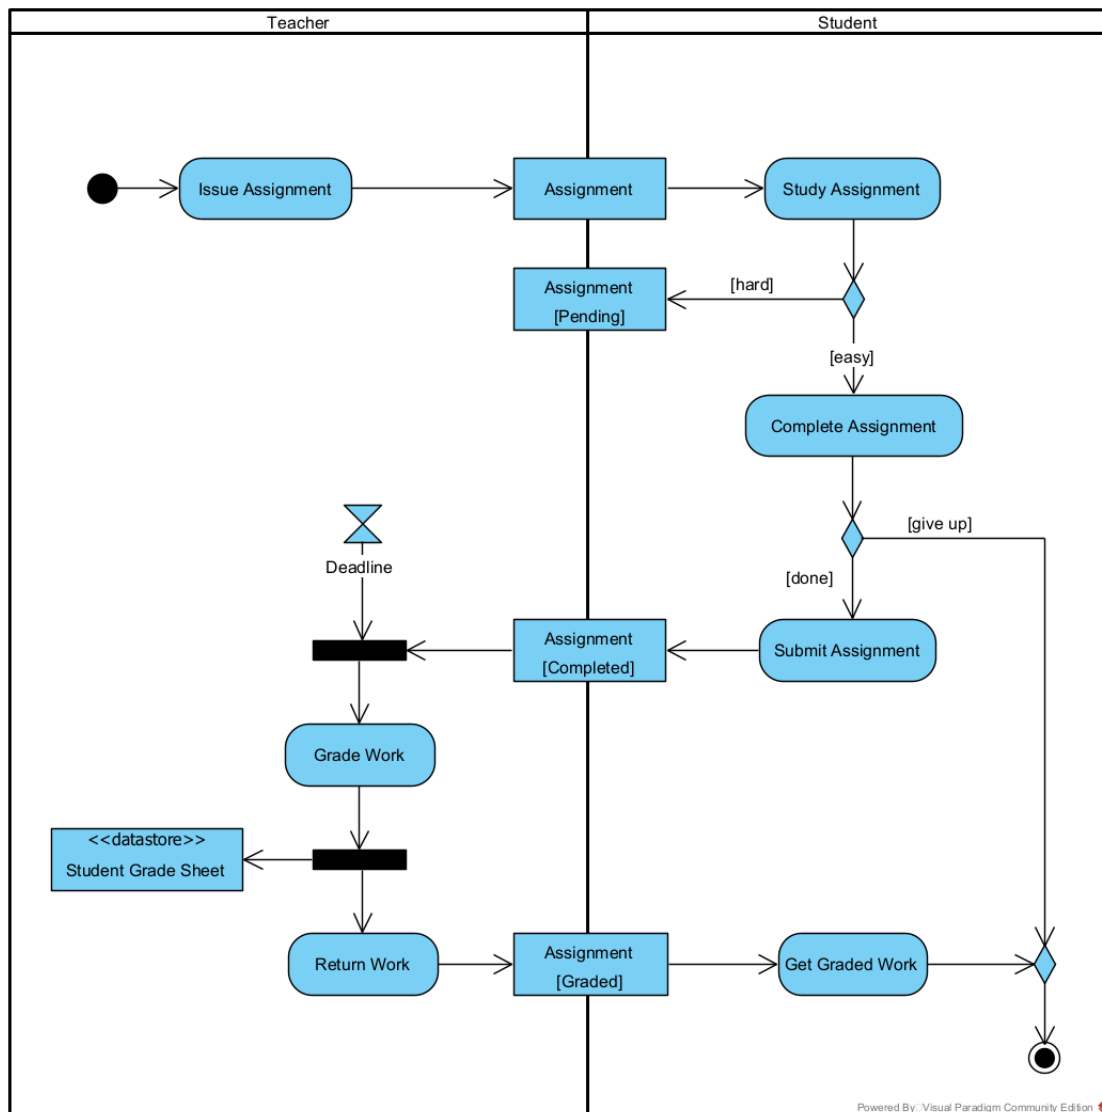 Teacher
Student
Issue Assignment
Assignment
Study Assignment
[hard]
Assignment
[Pending]
[easy]
Complete Assignment
[give up]
Deadline
[done]
Assignment
[Completed]
Submit Assignment
Grade Work
<<datastore>>
Student Grade Sheet
Return Work
Assignment
[Graded]
Get Graded Work
Powered By Visual Paradigm Community Edition